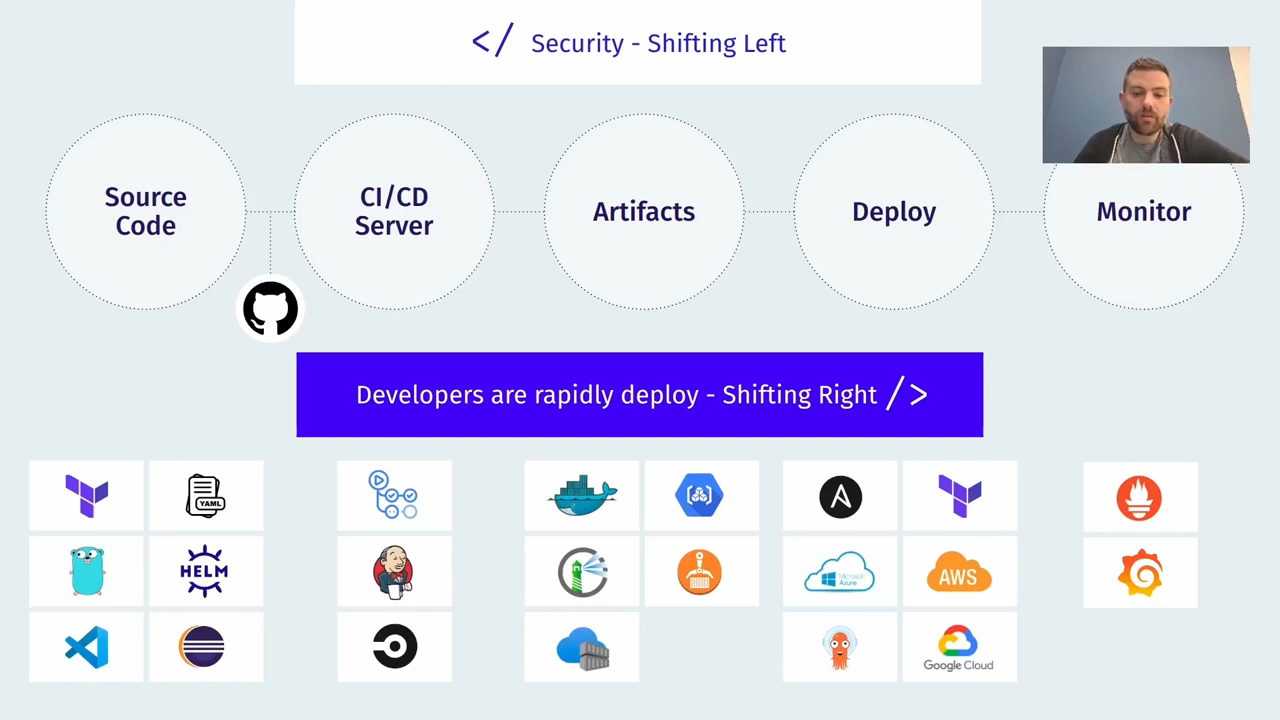 </ Security - Shifting Left
Source
Code
CI/CD
Server
Artifacts
Deploy
Monitor
Developers are rapidly deploy - Shifting Right />
YAML
HELM
Microsoft
Azure
AWS
Google Cloud